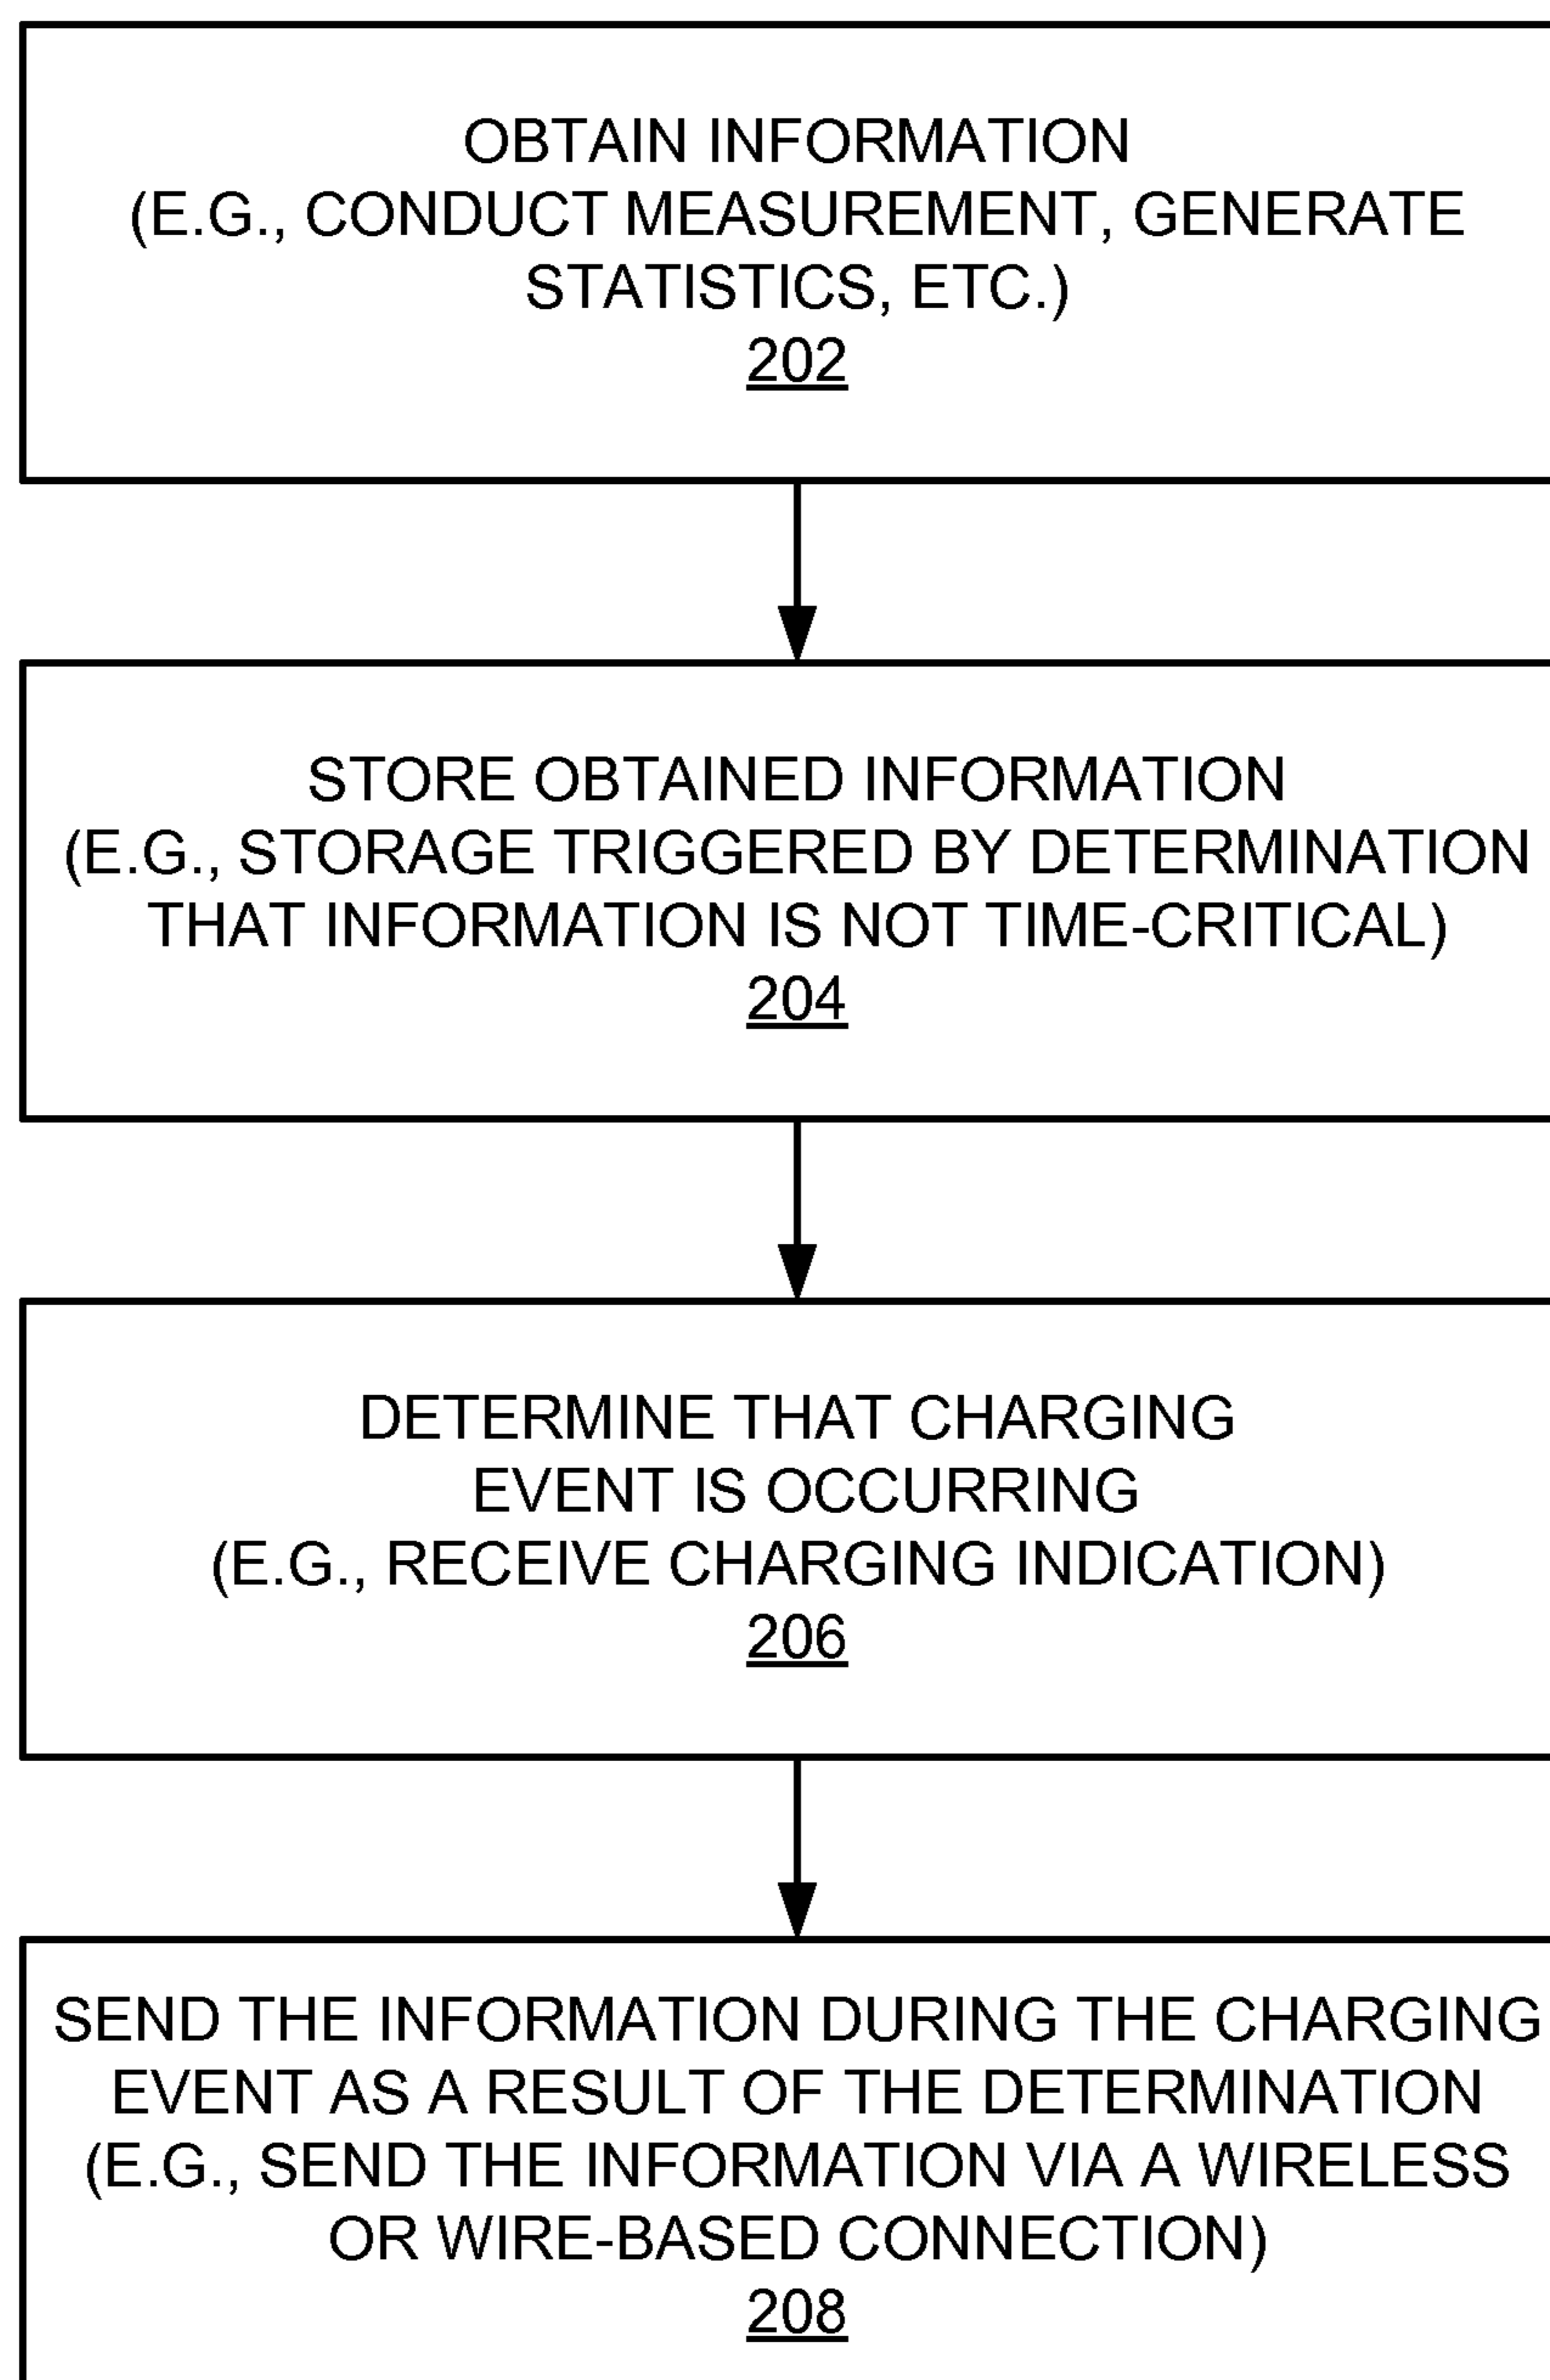 OBTAIN INFORMATION
(E.G., CONDUCT MEASUREMENT, GENERATE
STATISTICS, ETC.)
202
STORE OBTAINED INFORMATION
(E.G., STORAGE TRIGGERED BY DETERMINATION
THAT INFORMATION IS NOT TIME-CRITICAL)
204
DETERMINE THAT CHARGING
EVENT IS OCCURRING
(E.G., RECEIVE CHARGING INDICATION)
206
SEND THE INFORMATION DURING THE CHARGING
EVENT AS A RESULT OF THE DETERMINATION
(E.G., SEND THE INFORMATION VIA A WIRELESS
OR WIRE-BASED CONNECTION)
208